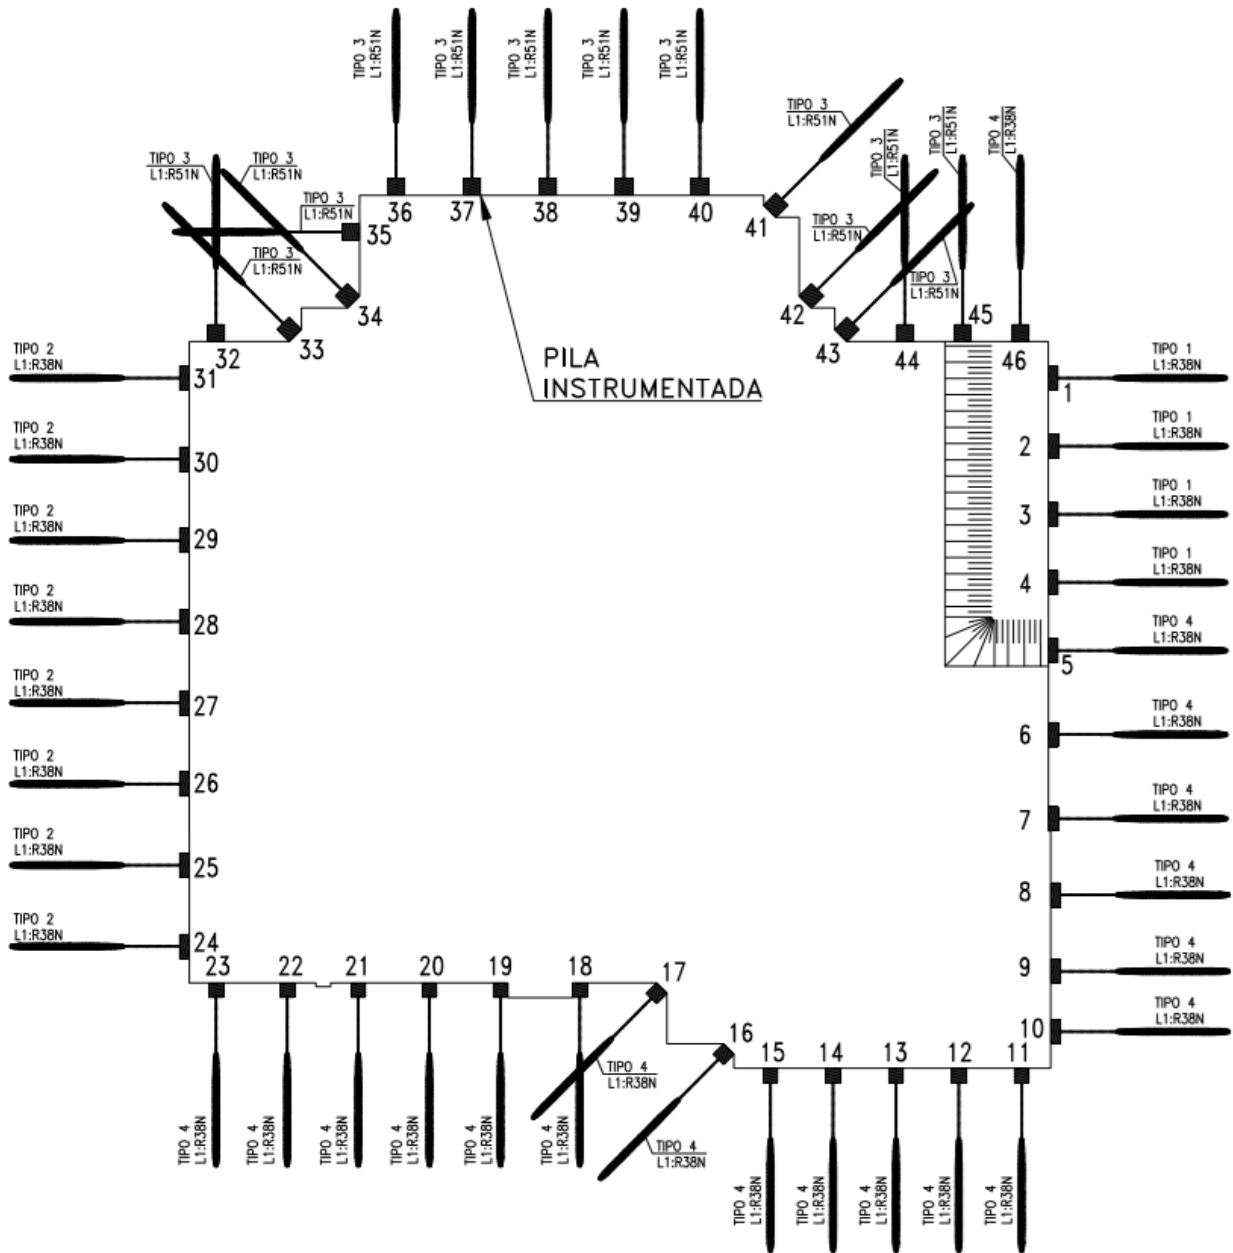 TIPO 3
L1:R51N
TIPO 3
L1:R51N
TIPO 3
L1:R51N
TIPO 3
L1:R51N
TIPO 3
L1:R51N
TIPO 3
L1:R51N
TIPO 3
L1:R51N
TIPO 3
L1:R51N
TIPO 4
L1:R38N
TIPO 3
L1:R51N
TIPO 3
L1:R51N
TIPO 3
L1:R51N
TIPO 3
L1:R51N
TIPO 3
L1:R51N
TIPO 3
L1:R51N
36
37
38
39
40
41
35
34
33
32
42
43
44
45
46
PILA
INSTRUMENTADA
TIPO 2
L1:R38N
31
TIPO 2
L1:R38N
30
TIPO 2
L1:R38N
29
TIPO 2
L1:R38N
28
TIPO 2
L1:R38N
27
TIPO 2
L1:R38N
26
TIPO 2
L1:R38N
25
TIPO 2
L1:R38N
24
1
TIPO 1
L1:R38N
2
TIPO 1
L1:R38N
3
TIPO 1
L1:R38N
4
TIPO 1
L1:R38N
5
TIPO 4
L1:R38N
6
TIPO 4
L1:R38N
7
TIPO 4
L1:R38N
8
TIPO 4
L1:R38N
9
TIPO 4
L1:R38N
10
TIPO 4
L1:R38N
23
22
21
20
19
18
17
16
15
14
13
12
11
TIPO 4
L1:R38N
TIPO 4
L1:R38N
TIPO 4
L1:R38N
TIPO 4
L1:R38N
TIPO 4
L1:R38N
TIPO 4
L1:R38N
TIPO 4
L1:R38N
TIPO 4
L1:R38N
TIPO 4
L1:R38N
TIPO 4
L1:R38N
TIPO 4
L1:R38N
TIPO 4
L1:R38N
TIPO 4
L1:R38N